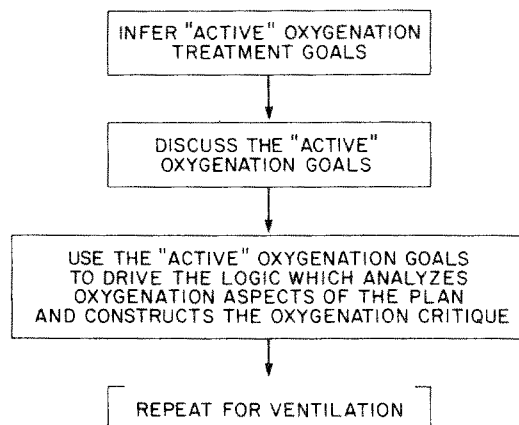 INFER "ACTIVE" OXYGENATION
TREATMENT GOALS
DISCUSS THE "ACTIVE"
OXYGENATION GOALS
USE THE "ACTIVE" OXYGENATION GOALS
TO DRIVE THE LOGIC WHICH ANALYZES
OXYGENATION ASPECTS OF THE PLAN
AND CONSTRUCTS THE OXYGENATION CRITIQUE
REPEAT FOR VENTILATION